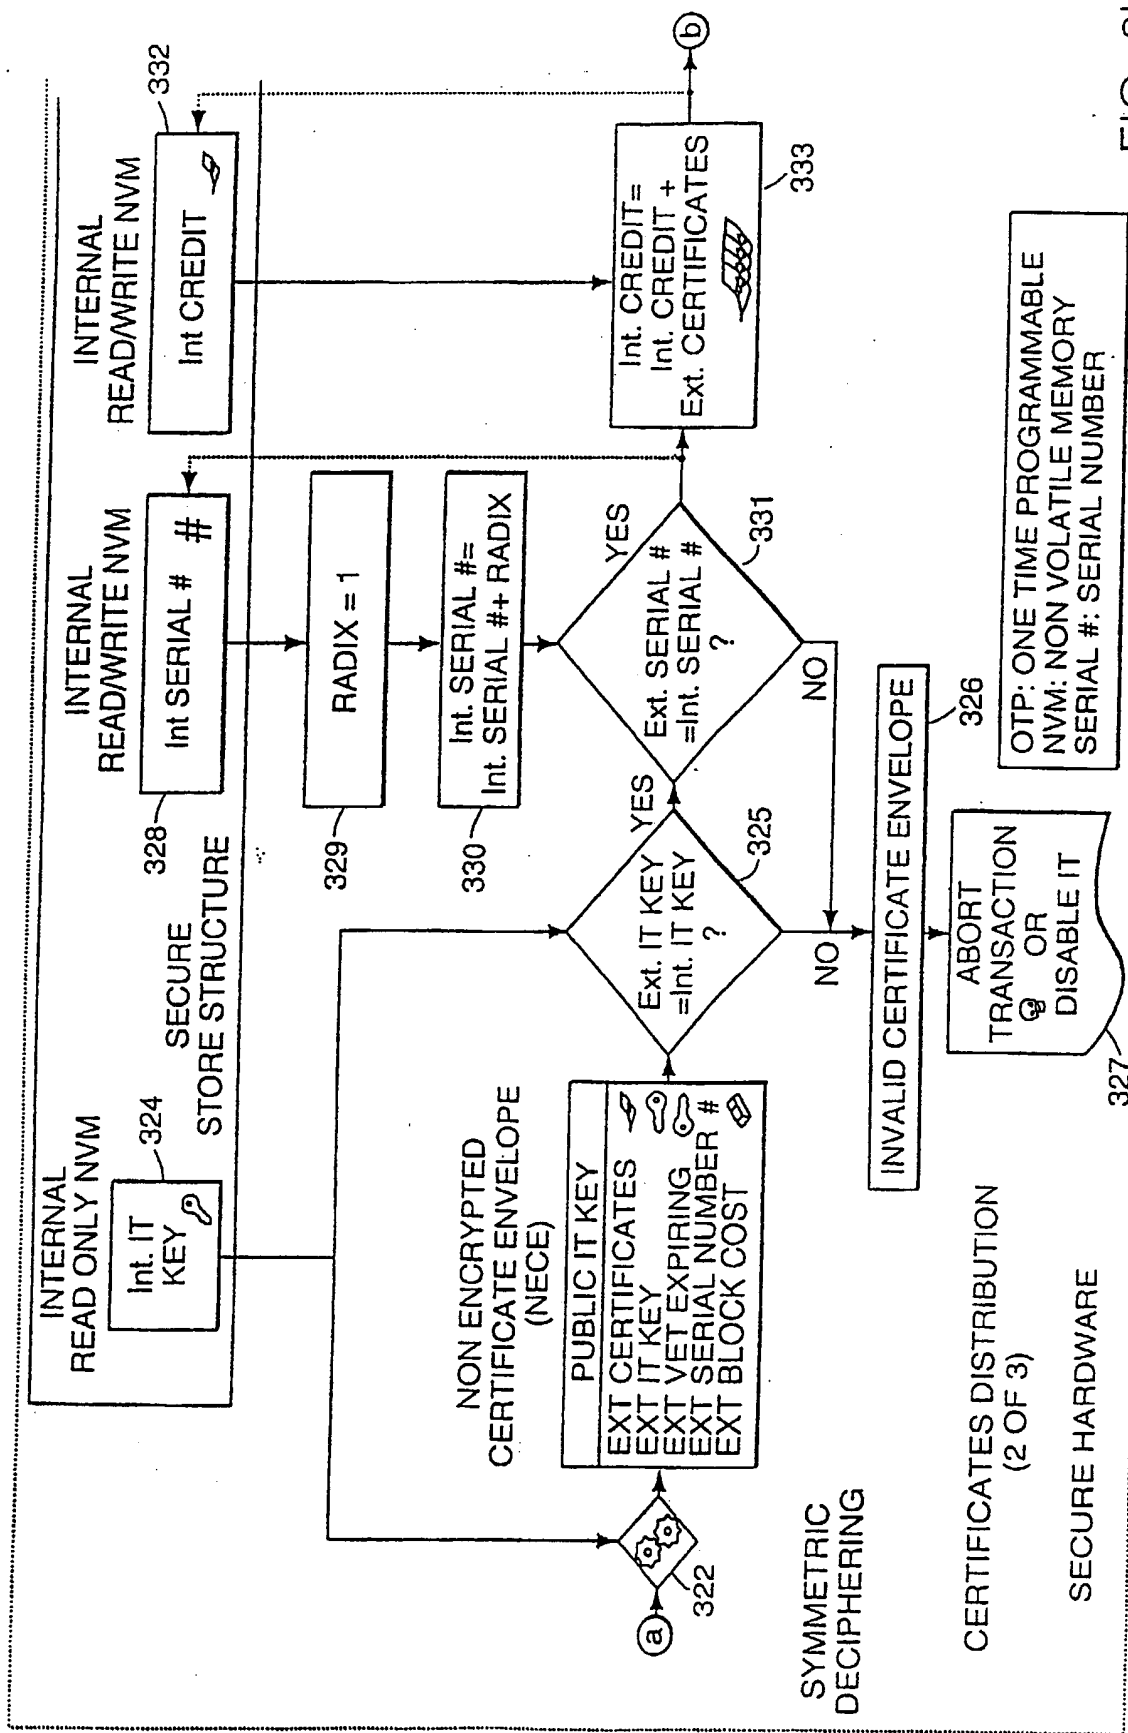 INTERNAL
READ ONLY NVM
Int. IT
KEY
324
SECURE
STORE STRUCTURE
INTERNAL
READ/WRITE NVM
Int SERIAL #
#
328
INTERNAL
READ/WRITE NVM
Int CREDIT
332
RADIX = 1
329
Int. SERIAL #=
Int. SERIAL #+ RADIX
330
NON ENCRYPTED
CERTIFICATE ENVELOPE
(NECE)
PUBLIC IT KEY
EXT CERTIFICATES
EXT IT KEY
EXT VET EXPIRING
EXT SERIAL NUMBER #
EXT BLOCK COST
a
322
Ext. IT KEY
=Int. IT KEY
?
YES
325
NO
Ext. SERIAL #
=Int. SERIAL #
?
YES
331
NO
Int. CREDIT=
Int. CREDIT +
Ext. CERTIFICATES
333
b
SYMMETRIC
DECIPHERING
INVALID CERTIFICATE ENVELOPE
326
ABORT
TRANSACTION
OR
DISABLE IT
327
CERTIFICATES DISTRIBUTION
(2 OF 3)
SECURE HARDWARE
OTP: ONE TIME PROGRAMMABLE
NVM: NON VOLATILE MEMORY
SERIAL #: SERIAL NUMBER